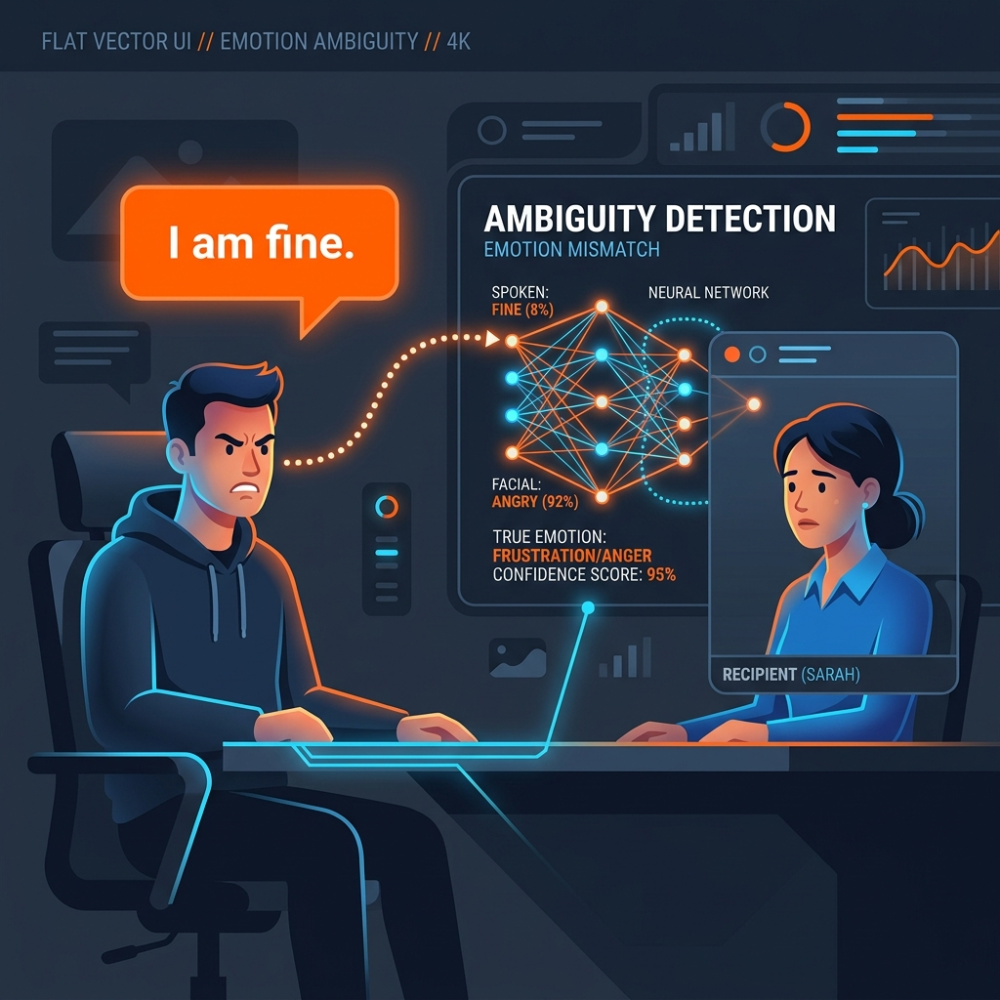 FLAT VECTOR UI // EMOTION AMBIGUITY // 4K
I am fine.
AMBIGUITY DETECTION
EMOTION MISMATCH
SPOKEN:
FINE (8%)
NEURAL NETWORK
FACIAL:
ANGRY (92%)
TRUE EMOTION:
FRUSTRATION/ANGER
CONFIDENCE SCORE: 95%
RECIPIENT (SARAH)